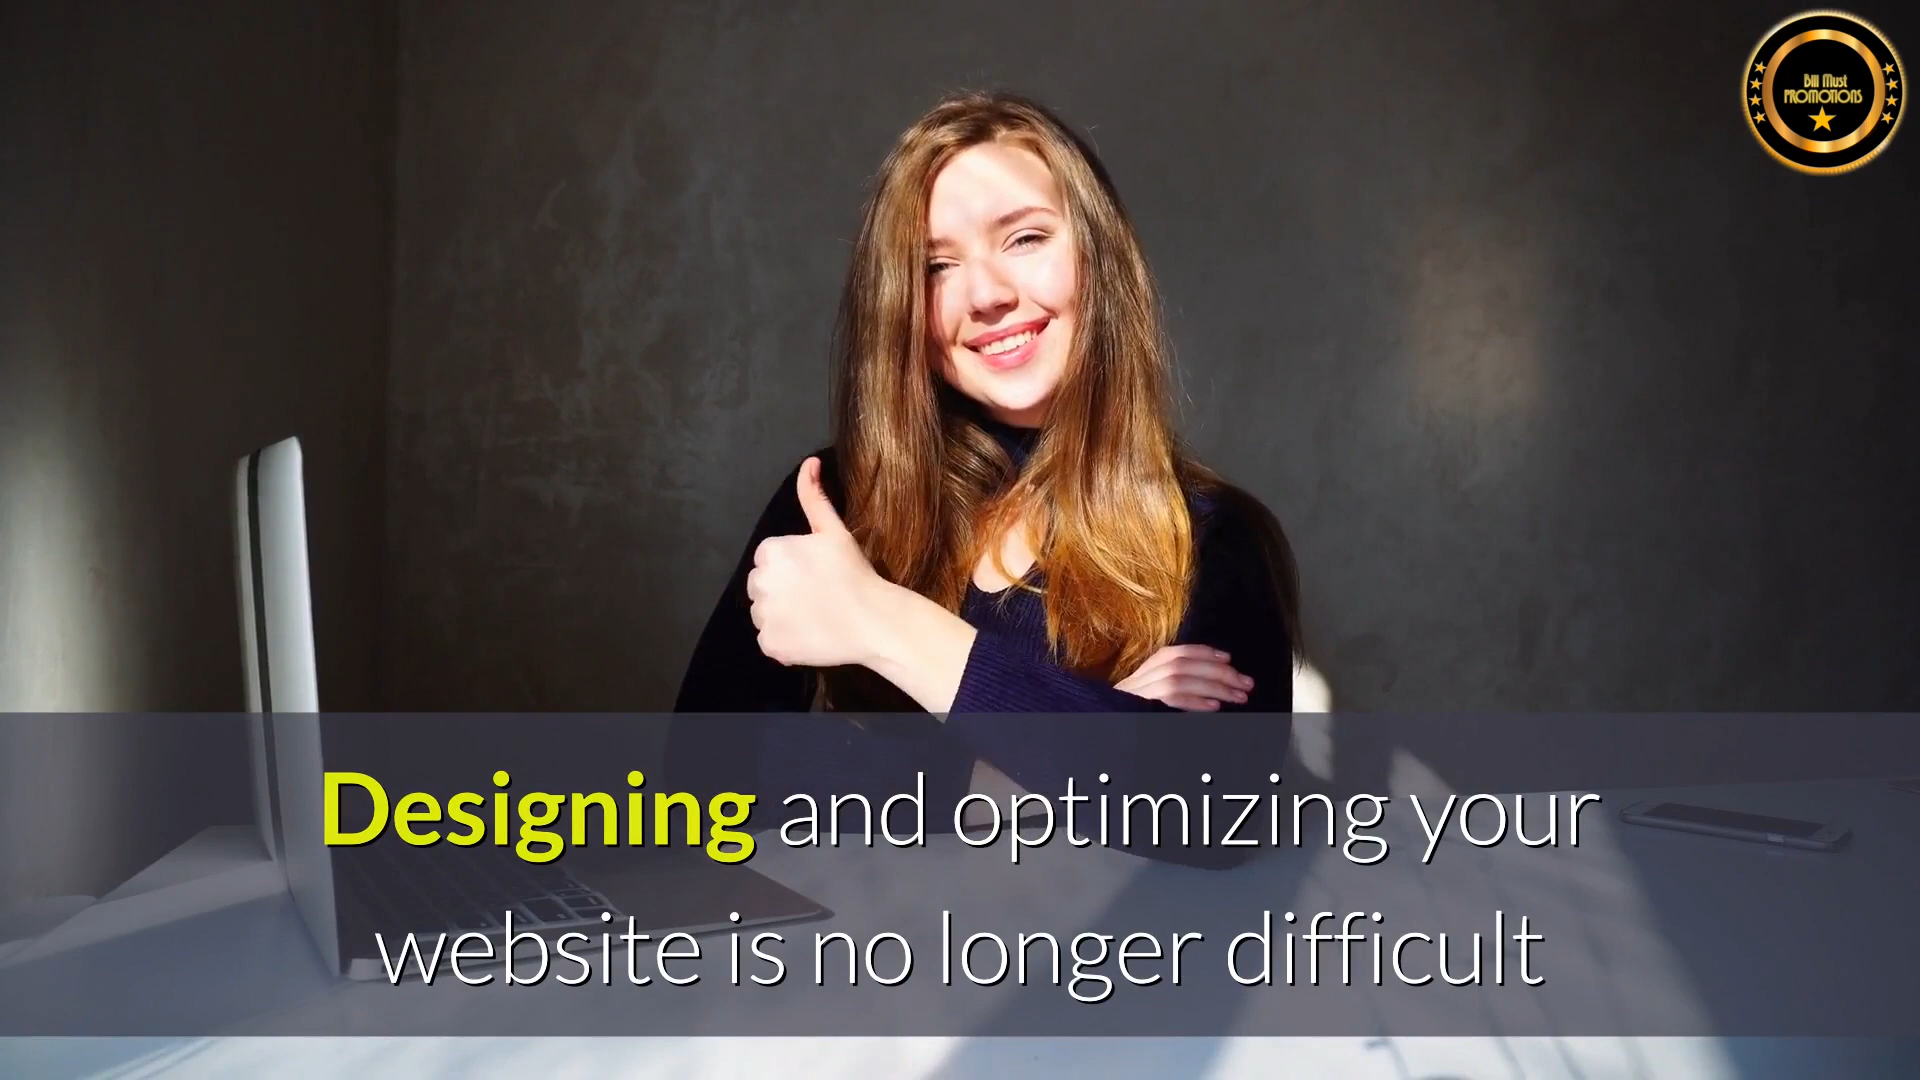 Bill Must
PROMOTIONS
Designing and optimizing your
website is no longer difficult